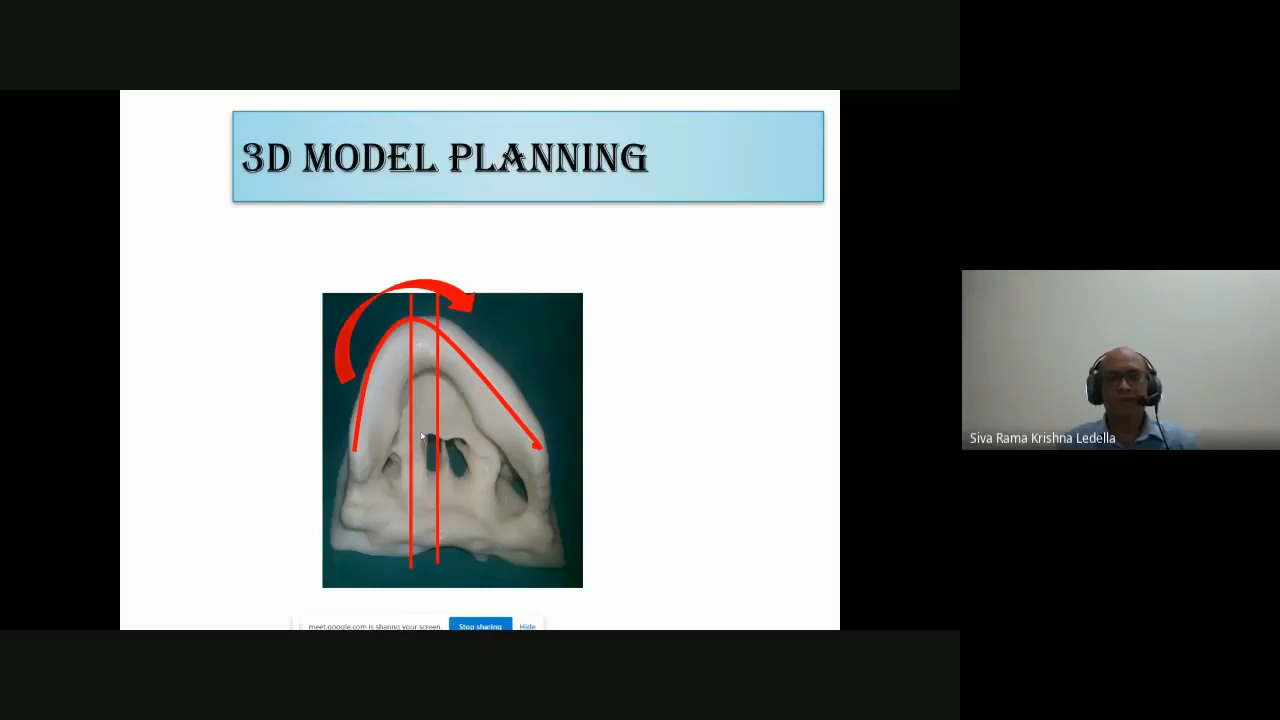 3D MODEL PLANNING
Siva Rama Krishna Ledella
meet.google.com is sharing your screen.
Stop sharing
Hide